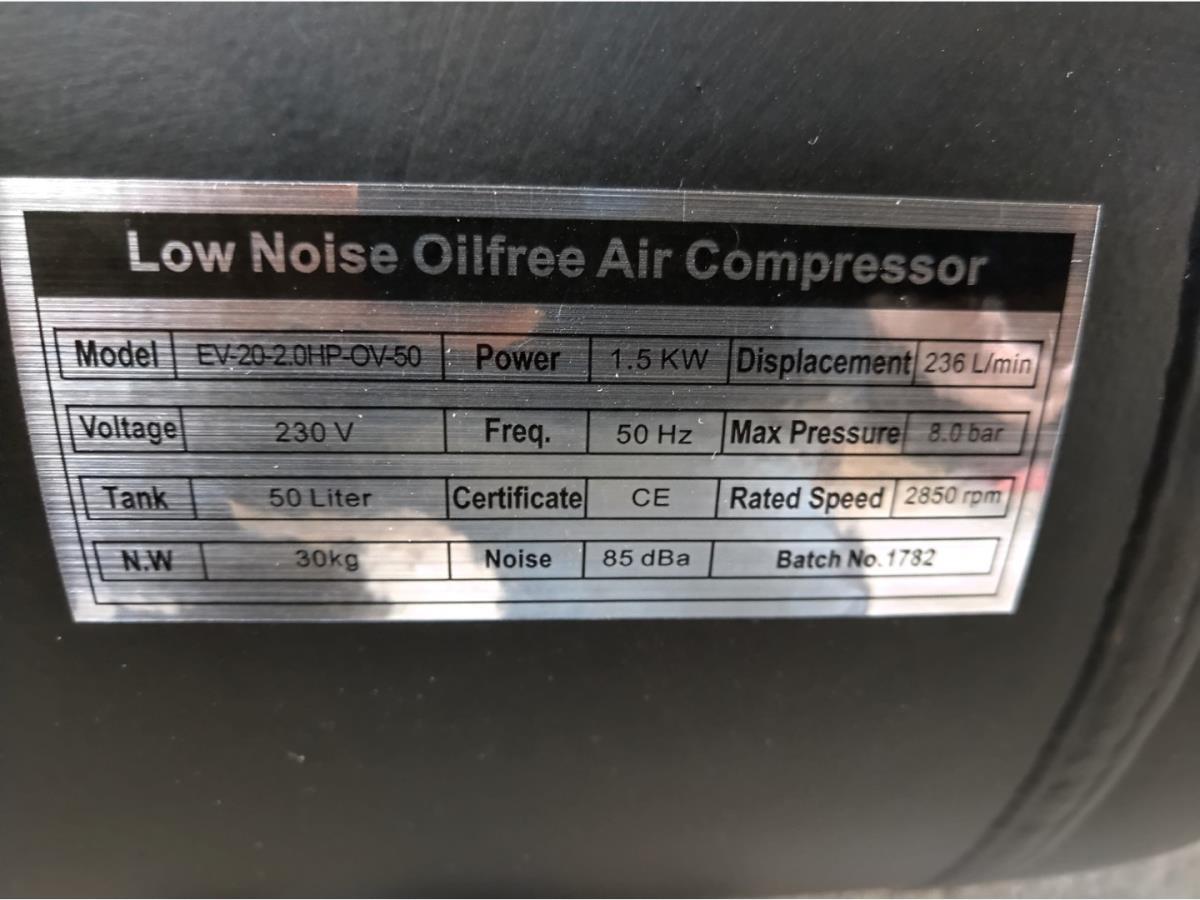 Low Noise Oilfree Air Compressor
Model EV-20-2.0HP-OV-50 Power 1.5 KW Displacement 236 L/min
Voltage 230 V Freq. 50 Hz Max Pressure 8.0 bar
Tank 50 Liter Certificate CE Rated Speed 2850 rpm
N.W 30kg Noise 85 dBa Batch No.1782